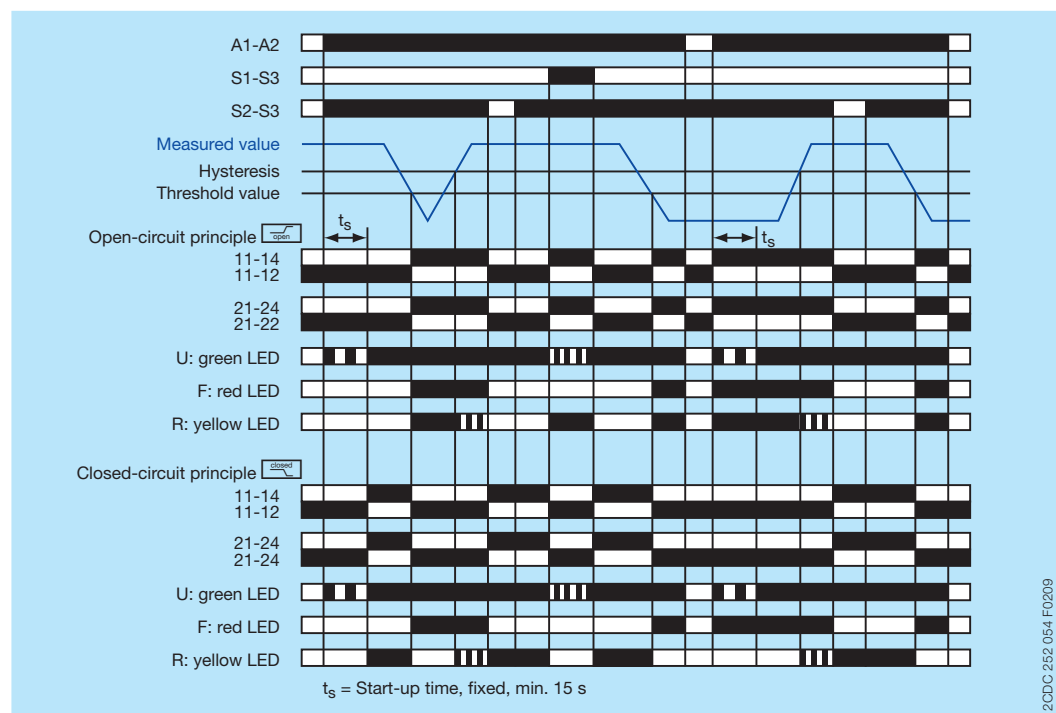 A1-A2
S1-S3
S2-S3
Measured value
Hysteresis
Threshold value
ts
Open-circuit principle open
ts
11-14
11-12
21-24
21-22
U: green LED
F: red LED
R: yellow LED
Closed-circuit principle closed
11-14
11-12
21-24
21-24
U: green LED
F: red LED
R: yellow LED
ts = Start-up time, fixed, min. 15 s
2CDC 252 054 F0209